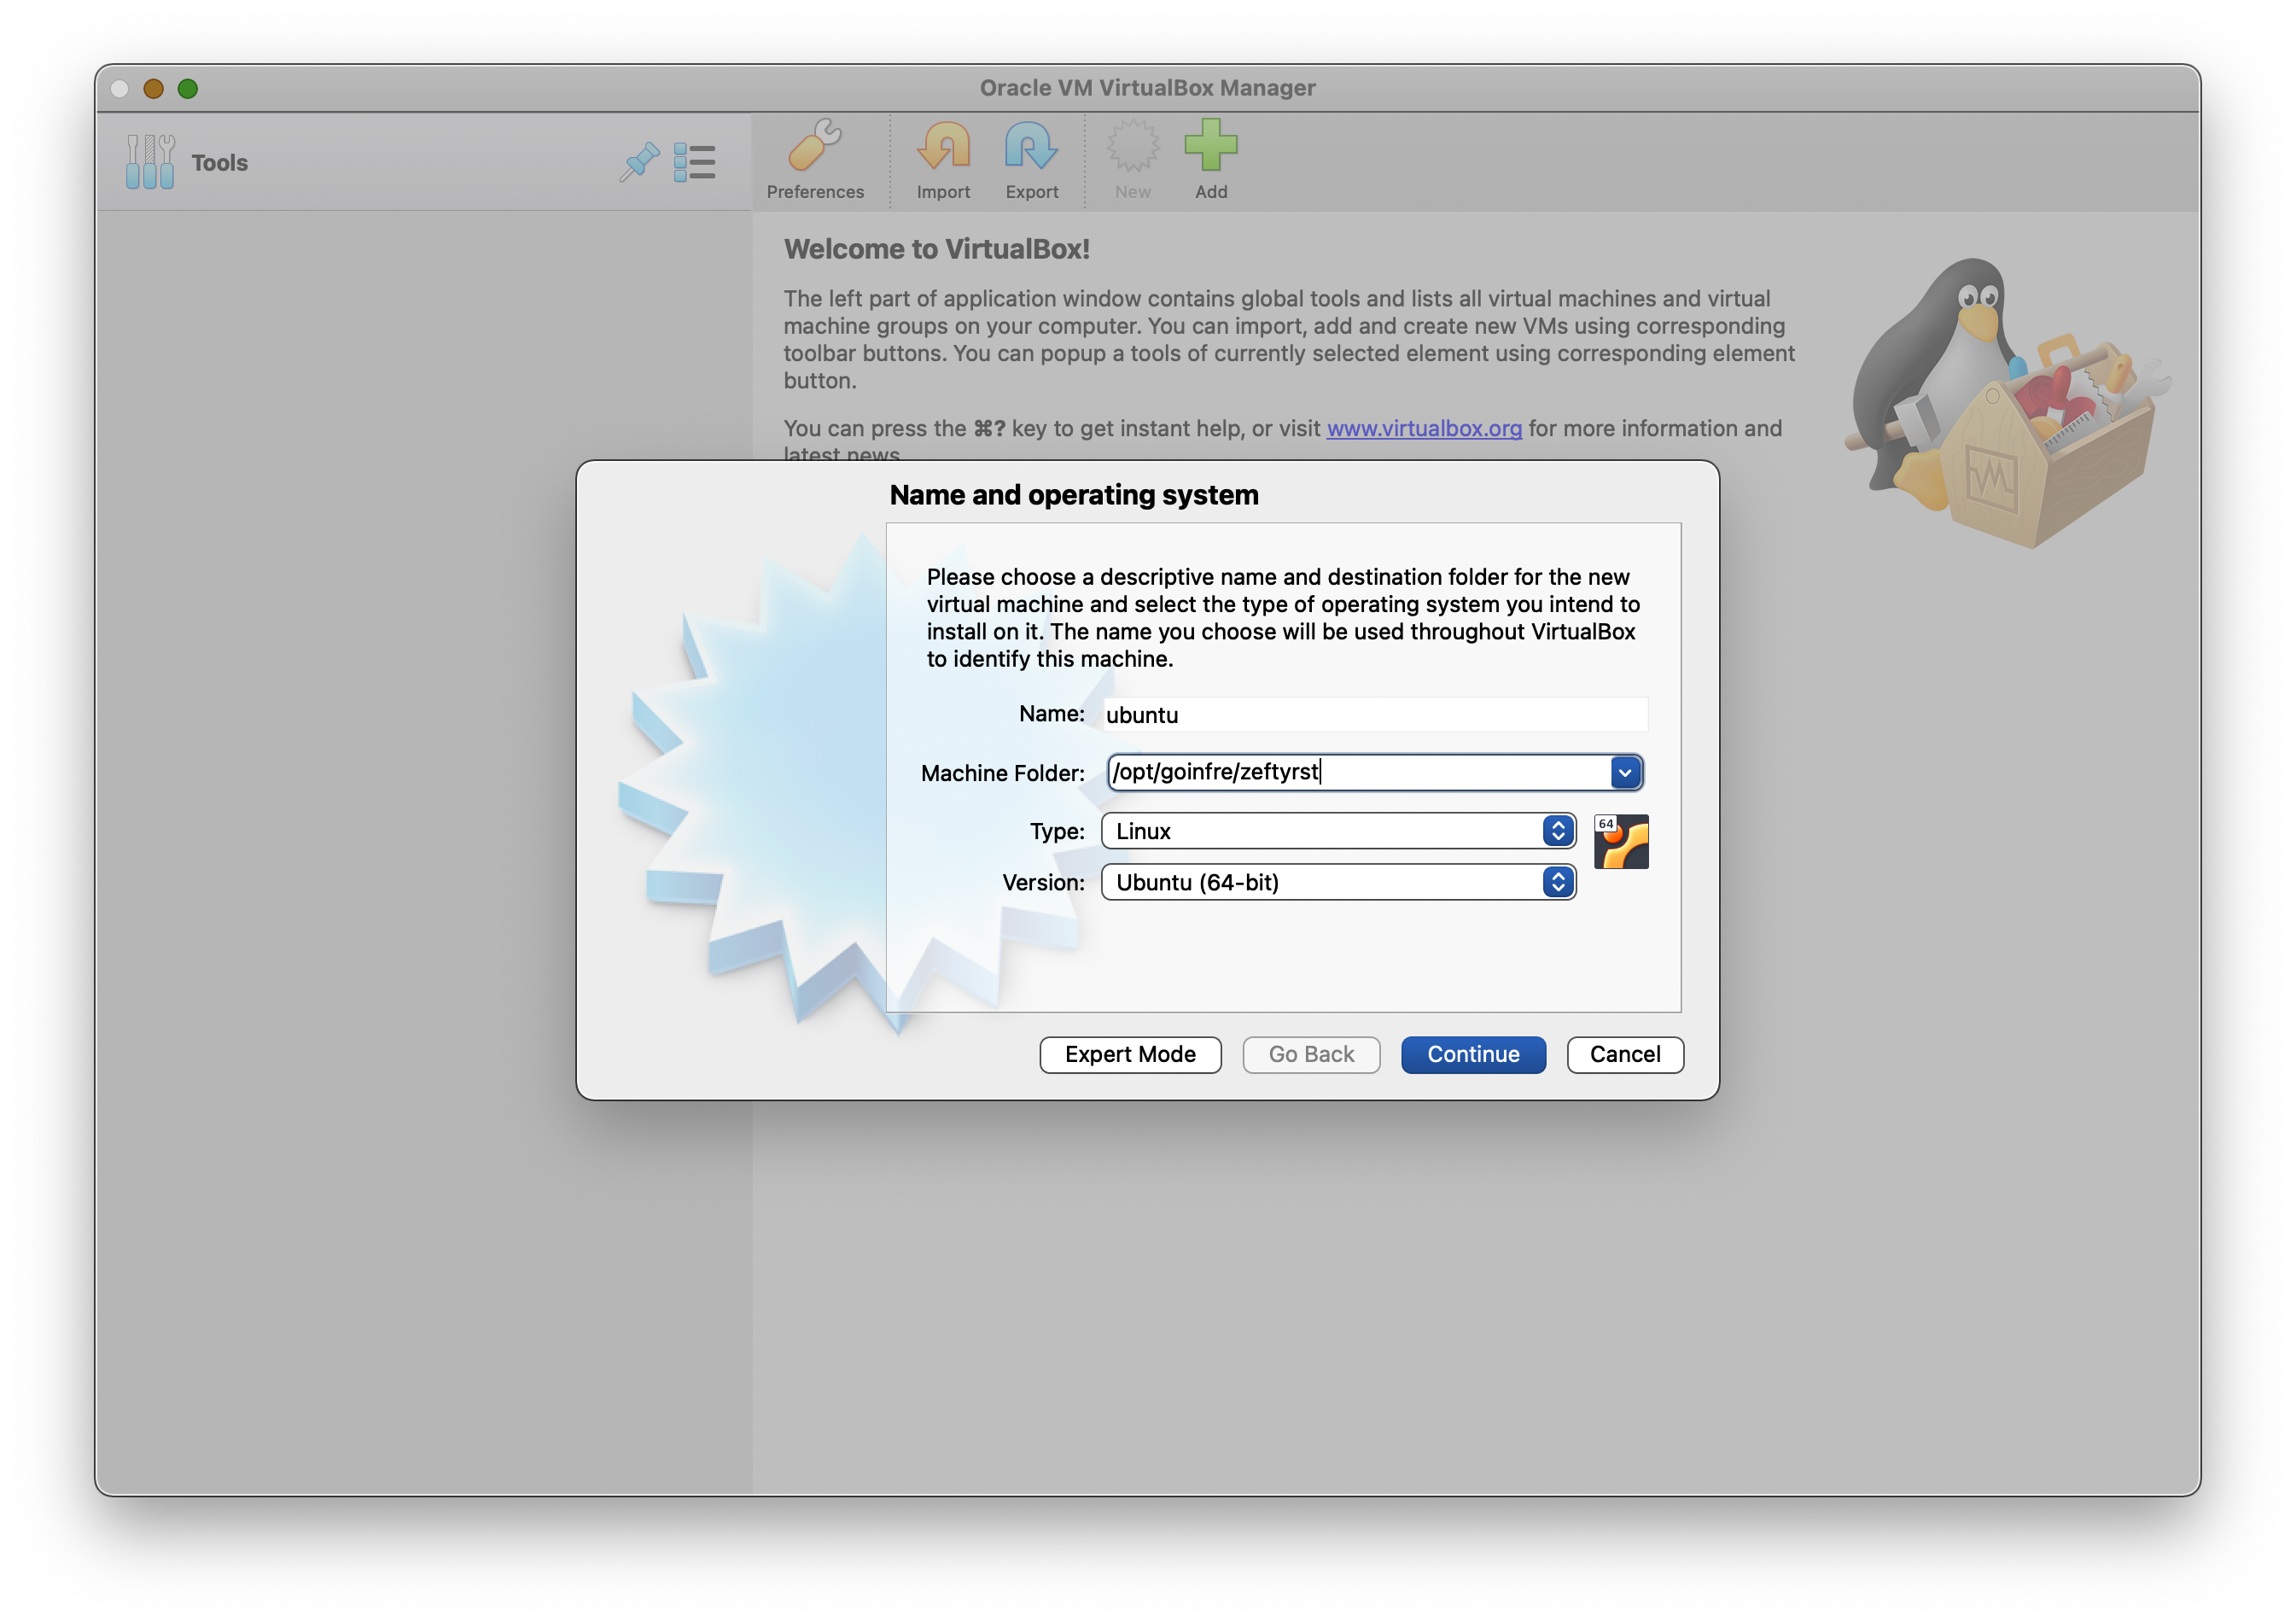 Oracle VM VirtualBox Manager
Tools
Preferences
Import
Export
New
Add
Welcome to VirtualBox!
The left part of application window contains global tools and lists all virtual machines and virtual
machine groups on your computer. You can import, add and create new VMs using corresponding
toolbar buttons. You can popup a tools of currently selected element using corresponding element
button.
You can press the ⌘? key to get instant help, or visit www.virtualbox.org for more information and
latest news.
Name and operating system
Please choose a descriptive name and destination folder for the new
virtual machine and select the type of operating system you intend to
install on it. The name you choose will be used throughout VirtualBox
to identify this machine.
Name: ubuntu
Machine Folder: /opt/goinfre/zeftyrst
Type: Linux
64
Version: Ubuntu (64-bit)
Expert Mode
Go Back
Continue
Cancel